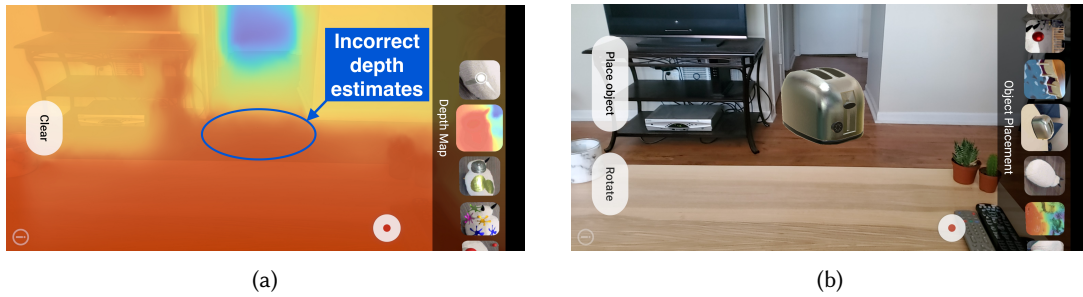 Incorrect
depth
estimates
Clear
Depth Map
(a)
Place object
Rotate
Object Placement
(b)